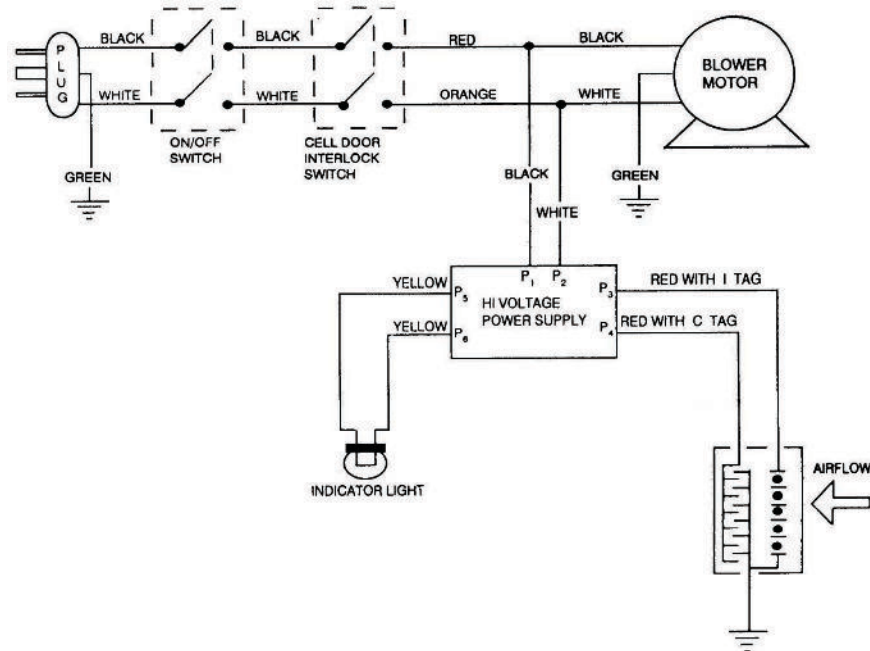 PLUG
BLACK
BLACK
RED
BLACK
WHITE
WHITE
ORANGE
WHITE
BLOWER
MOTOR
ON/OFF
SWITCH
CELL DOOR
INTERLOCK
SWITCH
GREEN
BLACK
GREEN
WHITE
YELLOW
P5
P1 P2
P3
RED WITH I TAG
HI VOLTAGE
POWER SUPPLY
YELLOW
P6
P4
RED WITH C TAG
INDICATOR LIGHT
AIRFLOW